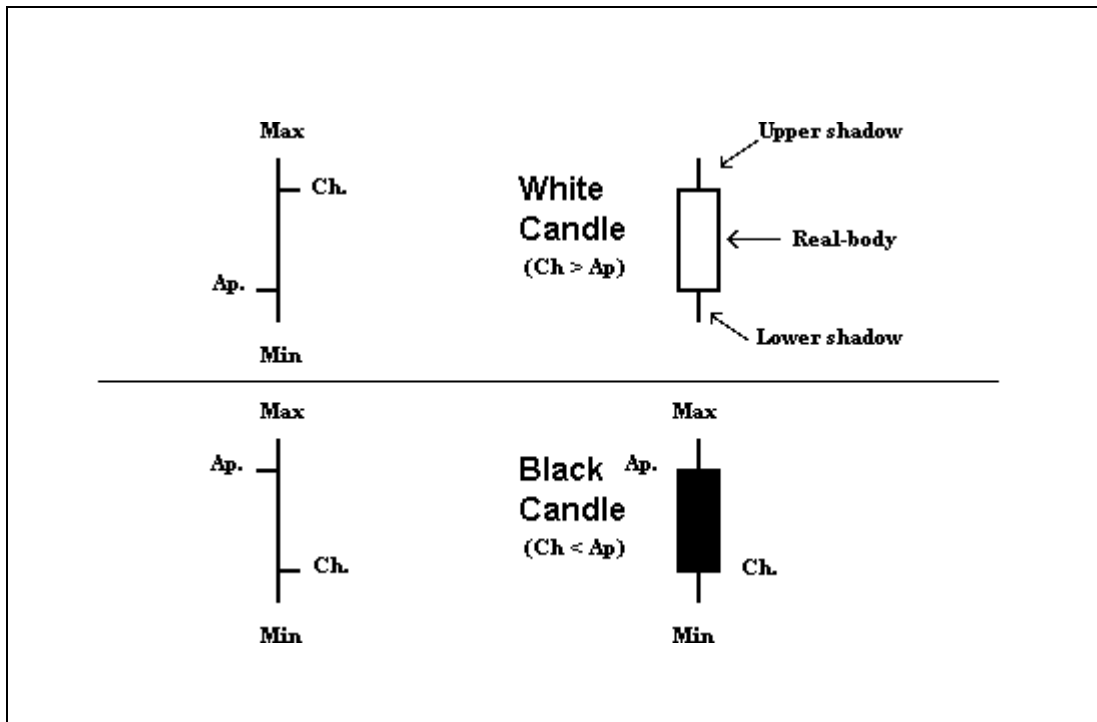 Max
Ch.
Ap.
Min
White
Candle
(Ch > Ap)
Upper shadow
Real-body
Lower shadow
Max
Ap.
Ch.
Min
Black
Candle
(Ch < Ap)
Max
Ap.
Ch.
Min